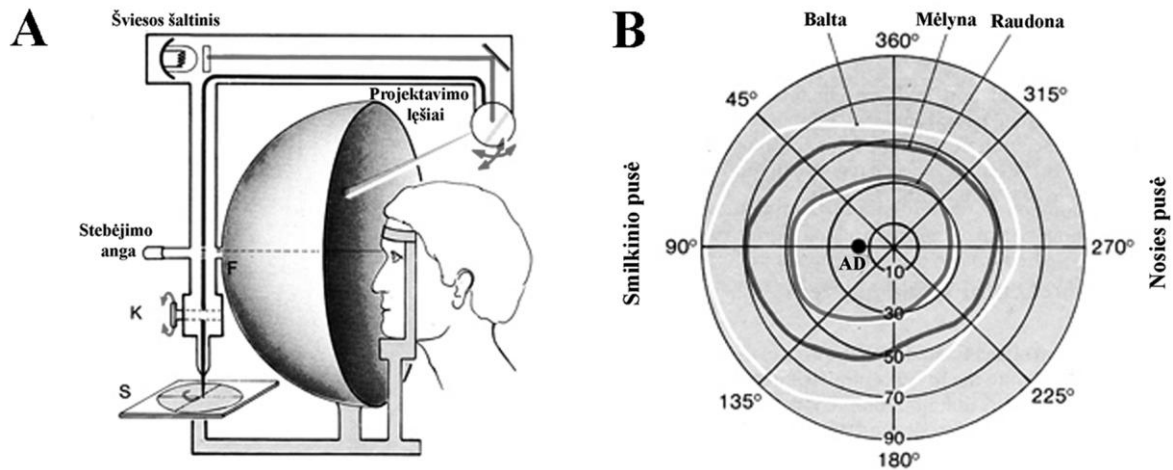 A
Šviesos šaltinis
Projektavimo
lęšiai
Stebėjimo
anga
F
K
S
B
Balta
Mėlyna
Raudona
360°
45°
315°
Smilkinio pusė
90°
AD
270°
Nosies pusė
10
30
50
70
90
135°
225°
180°